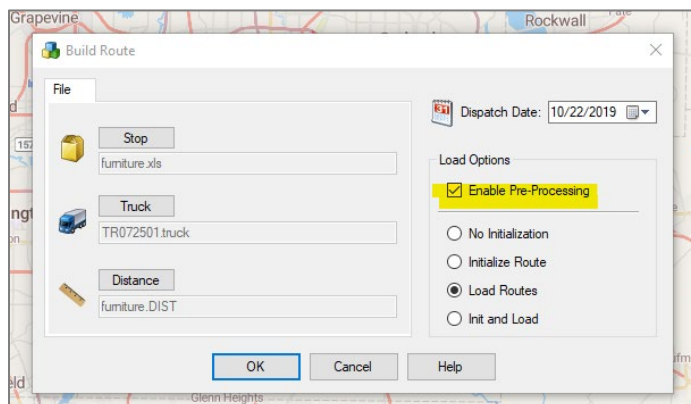 Grapevine
Rockwall
Build Route
File
31
Dispatch Date: 10/22/2019
Stop
furniture.xls
Load Options
Enable Pre-Processing
Truck
TR072501.truck
No Initialization
Initialize Route
Distance
furniture.DIST
Load Routes
Init and Load
OK
Cancel
Help
Glenn Heights